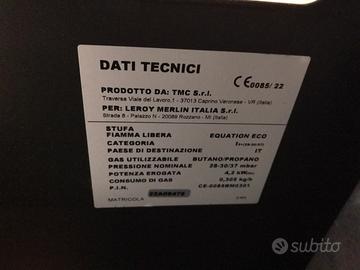 DATI TECNICI
CE0085/22
PRODOTTO DA: TMC S.r.l.
Traversa Viale del Lavoro,1 - 37013 Caprino Veronese - VR (Italia)
PER: LEROY MERLIN ITALIA S.r.l.
Strada 8 - Palazzo N - 20089 Rozzano - MI (Italia)
STUFA
FIAMMA LIBERA EQUATION ECO
CATEGORIA
PAESE DI DESTINAZIONE IT
GAS UTILIZZABILE BUTANO/PROPANO
PRESSIONE NOMINALE 28-30/37 mbar
POTENZA EROGATA 4,2 kW
CONSUMO DI GAS 0,305 kg/h
P.I.N. CE-0085BM0301
MATRICOLA
subito